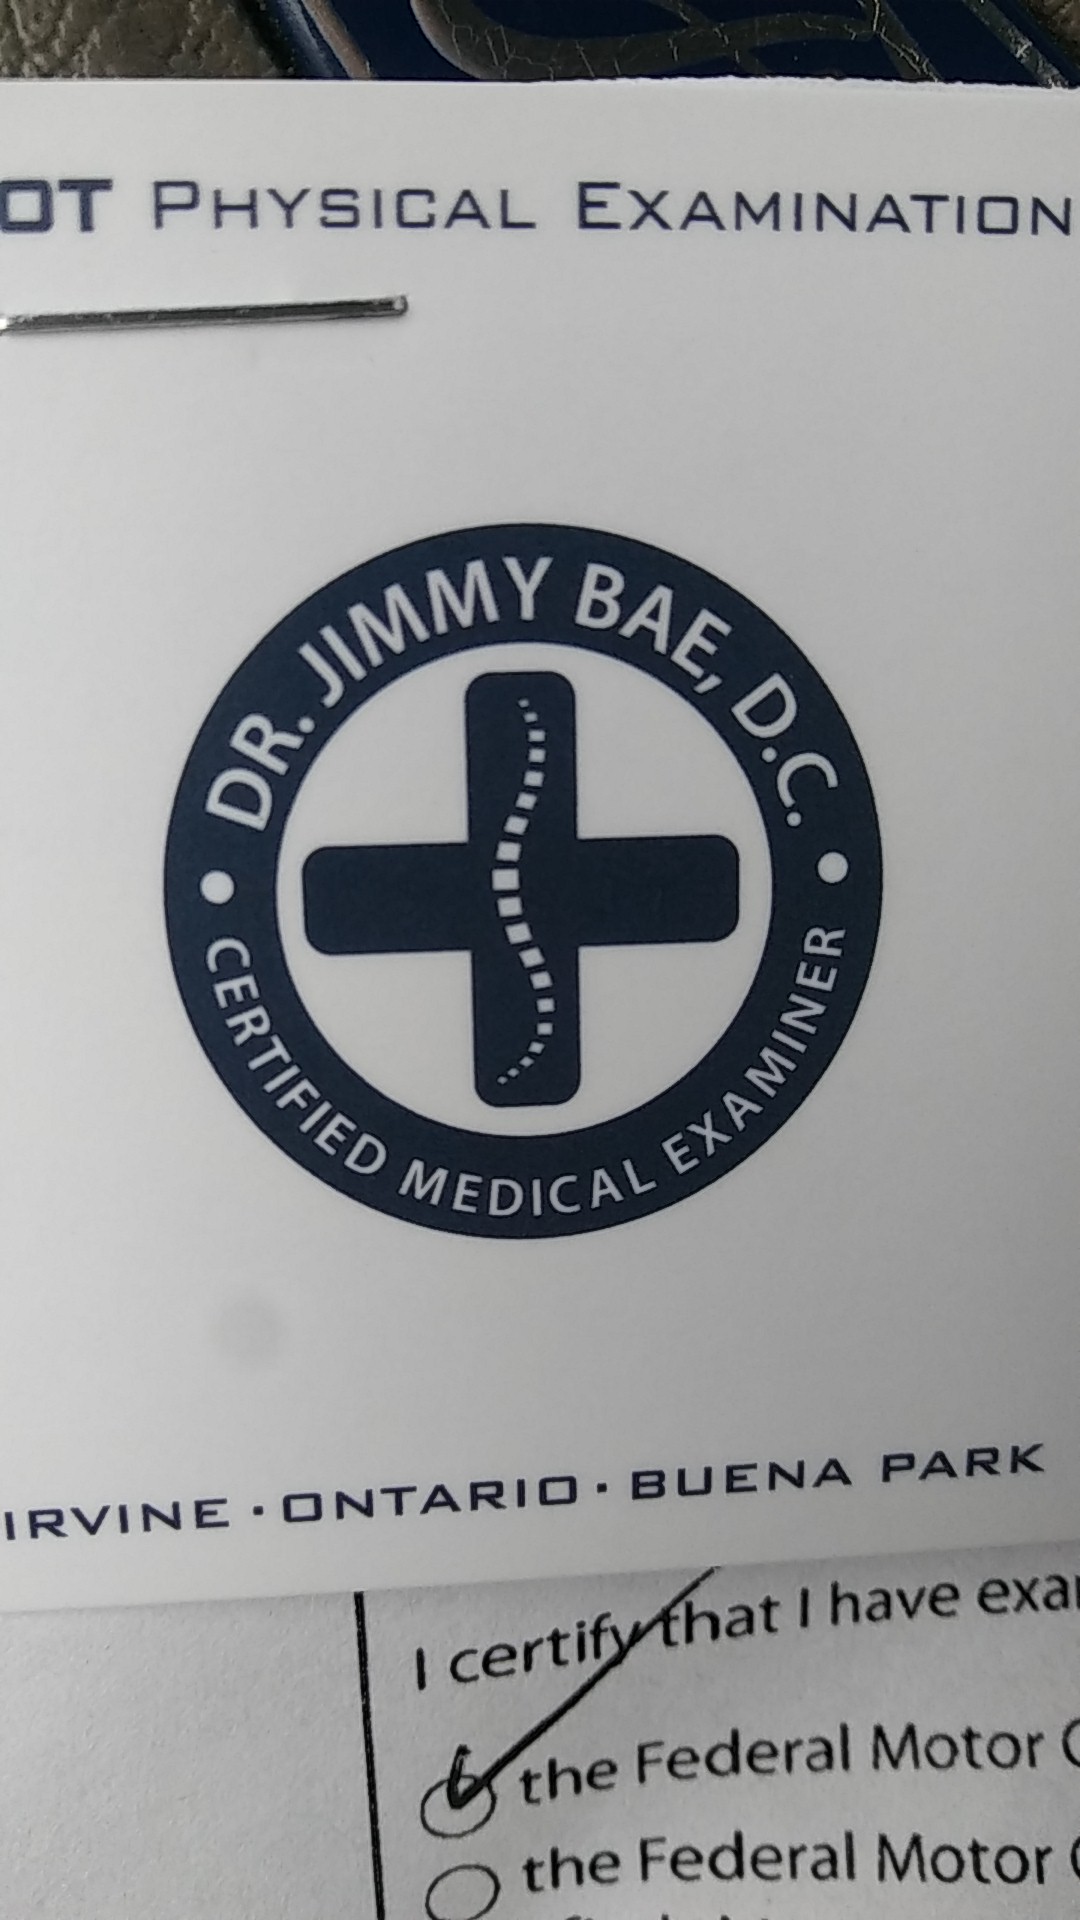 OT PHYSICAL EXAMINATION
DR. JIMMY BAE, D.C.
• CERTIFIED MEDICAL EXAMINER •
IRVINE · ONTARIO · BUENA PARK
I certify that I have exa
the Federal Motor
the Federal Motor